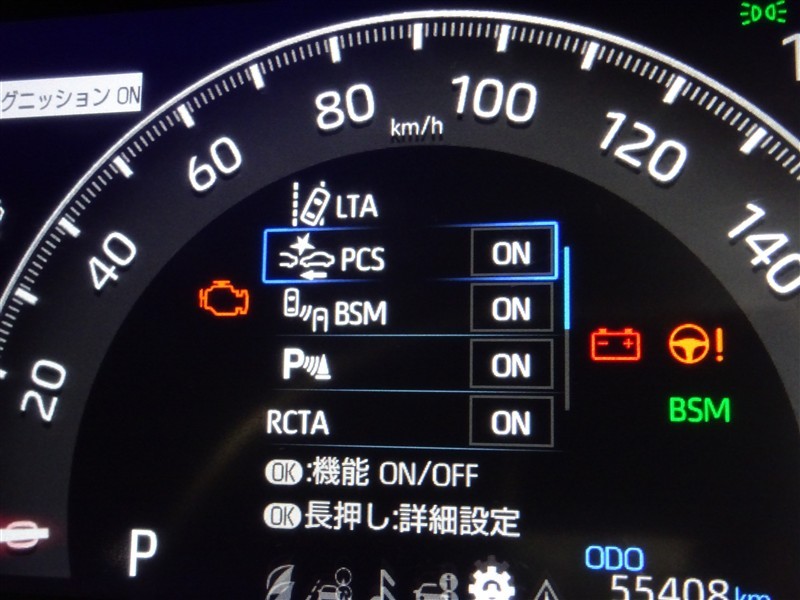 グニッション ON
20
40
60
80
100
120
140
km/h
LTA
PCS ON
BSM ON
P ON
RCTA ON
BSM
OK:機能 ON/OFF
OK長押し:詳細設定
P
ODO
55408km